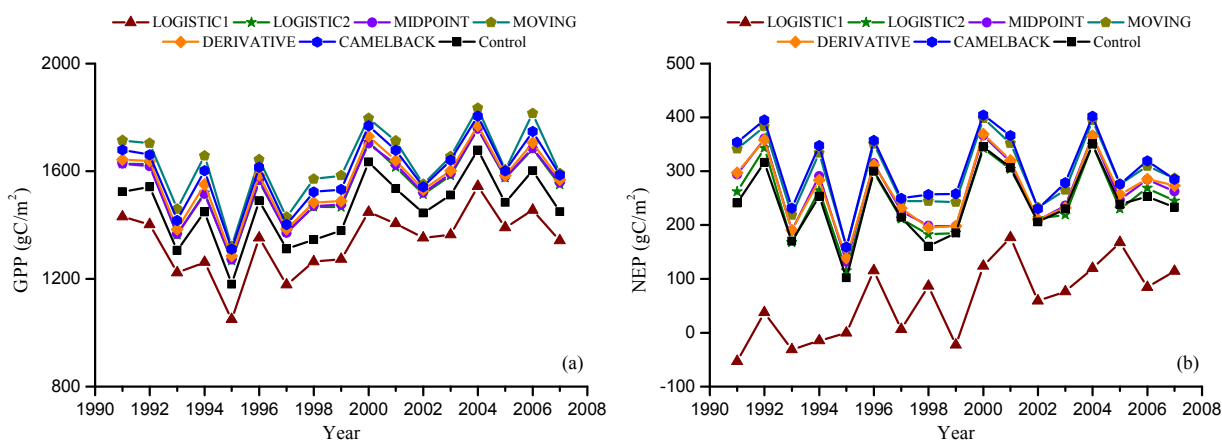 LOGISTIC1 LOGISTIC2 MIDPOINT MOVING
DERIVATIVE CAMELBACK Control
2000
1600
1200
800
GPP (gC/m²)
1990 1992 1994 1996 1998 2000 2002 2004 2006 2008
Year
(a)
LOGISTIC1 LOGISTIC2 MIDPOINT MOVING
DERIVATIVE CAMELBACK Control
500
400
300
200
100
0
-100
NEP (gC/m²)
1990 1992 1994 1996 1998 2000 2002 2004 2006 2008
Year
(b)